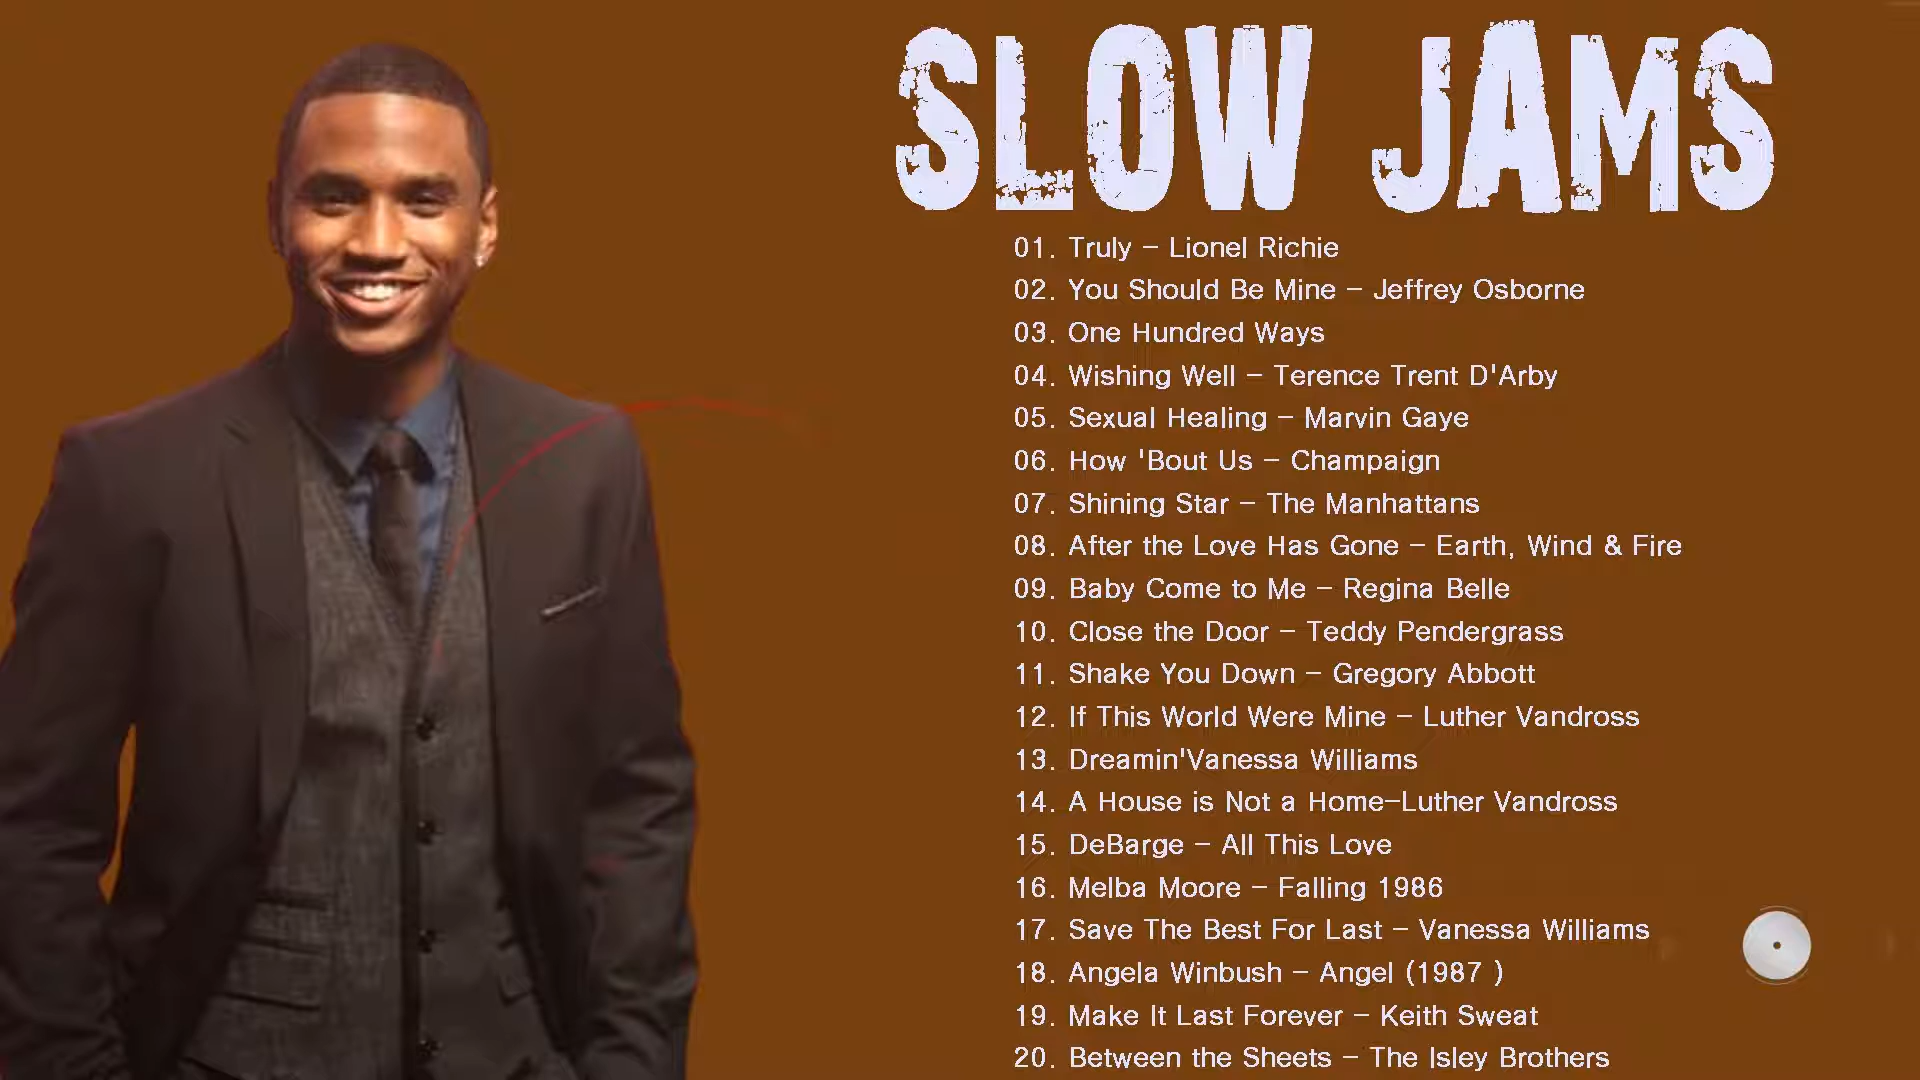 SLOW JAMS
01. Truly – Lionel Richie
02. You Should Be Mine – Jeffrey Osborne
03. One Hundred Ways
04. Wishing Well – Terence Trent D'Arby
05. Sexual Healing – Marvin Gaye
06. How 'Bout Us – Champaign
07. Shining Star – The Manhattans
08. After the Love Has Gone – Earth, Wind & Fire
09. Baby Come to Me – Regina Belle
10. Close the Door – Teddy Pendergrass
11. Shake You Down – Gregory Abbott
12. If This World Were Mine – Luther Vandross
13. Dreamin'Vanessa Williams
14. A House is Not a Home–Luther Vandross
15. DeBarge – All This Love
16. Melba Moore – Falling 1986
17. Save The Best For Last – Vanessa Williams
18. Angela Winbush – Angel (1987 )
19. Make It Last Forever – Keith Sweat
20. Between the Sheets – The Isley Brothers